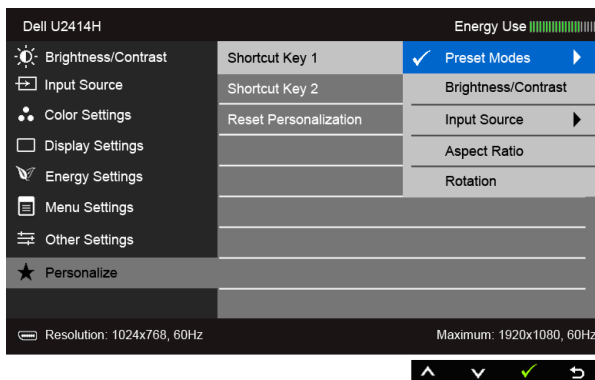 Dell U2414H Energy Use
Brightness/Contrast Shortcut Key 1 Preset Modes
Input Source Shortcut Key 2 Brightness/Contrast
Color Settings Reset Personalization Input Source
Display Settings Aspect Ratio
Energy Settings Rotation
Menu Settings
Other Settings
Personalize
Resolution: 1024x768, 60Hz Maximum: 1920x1080, 60Hz